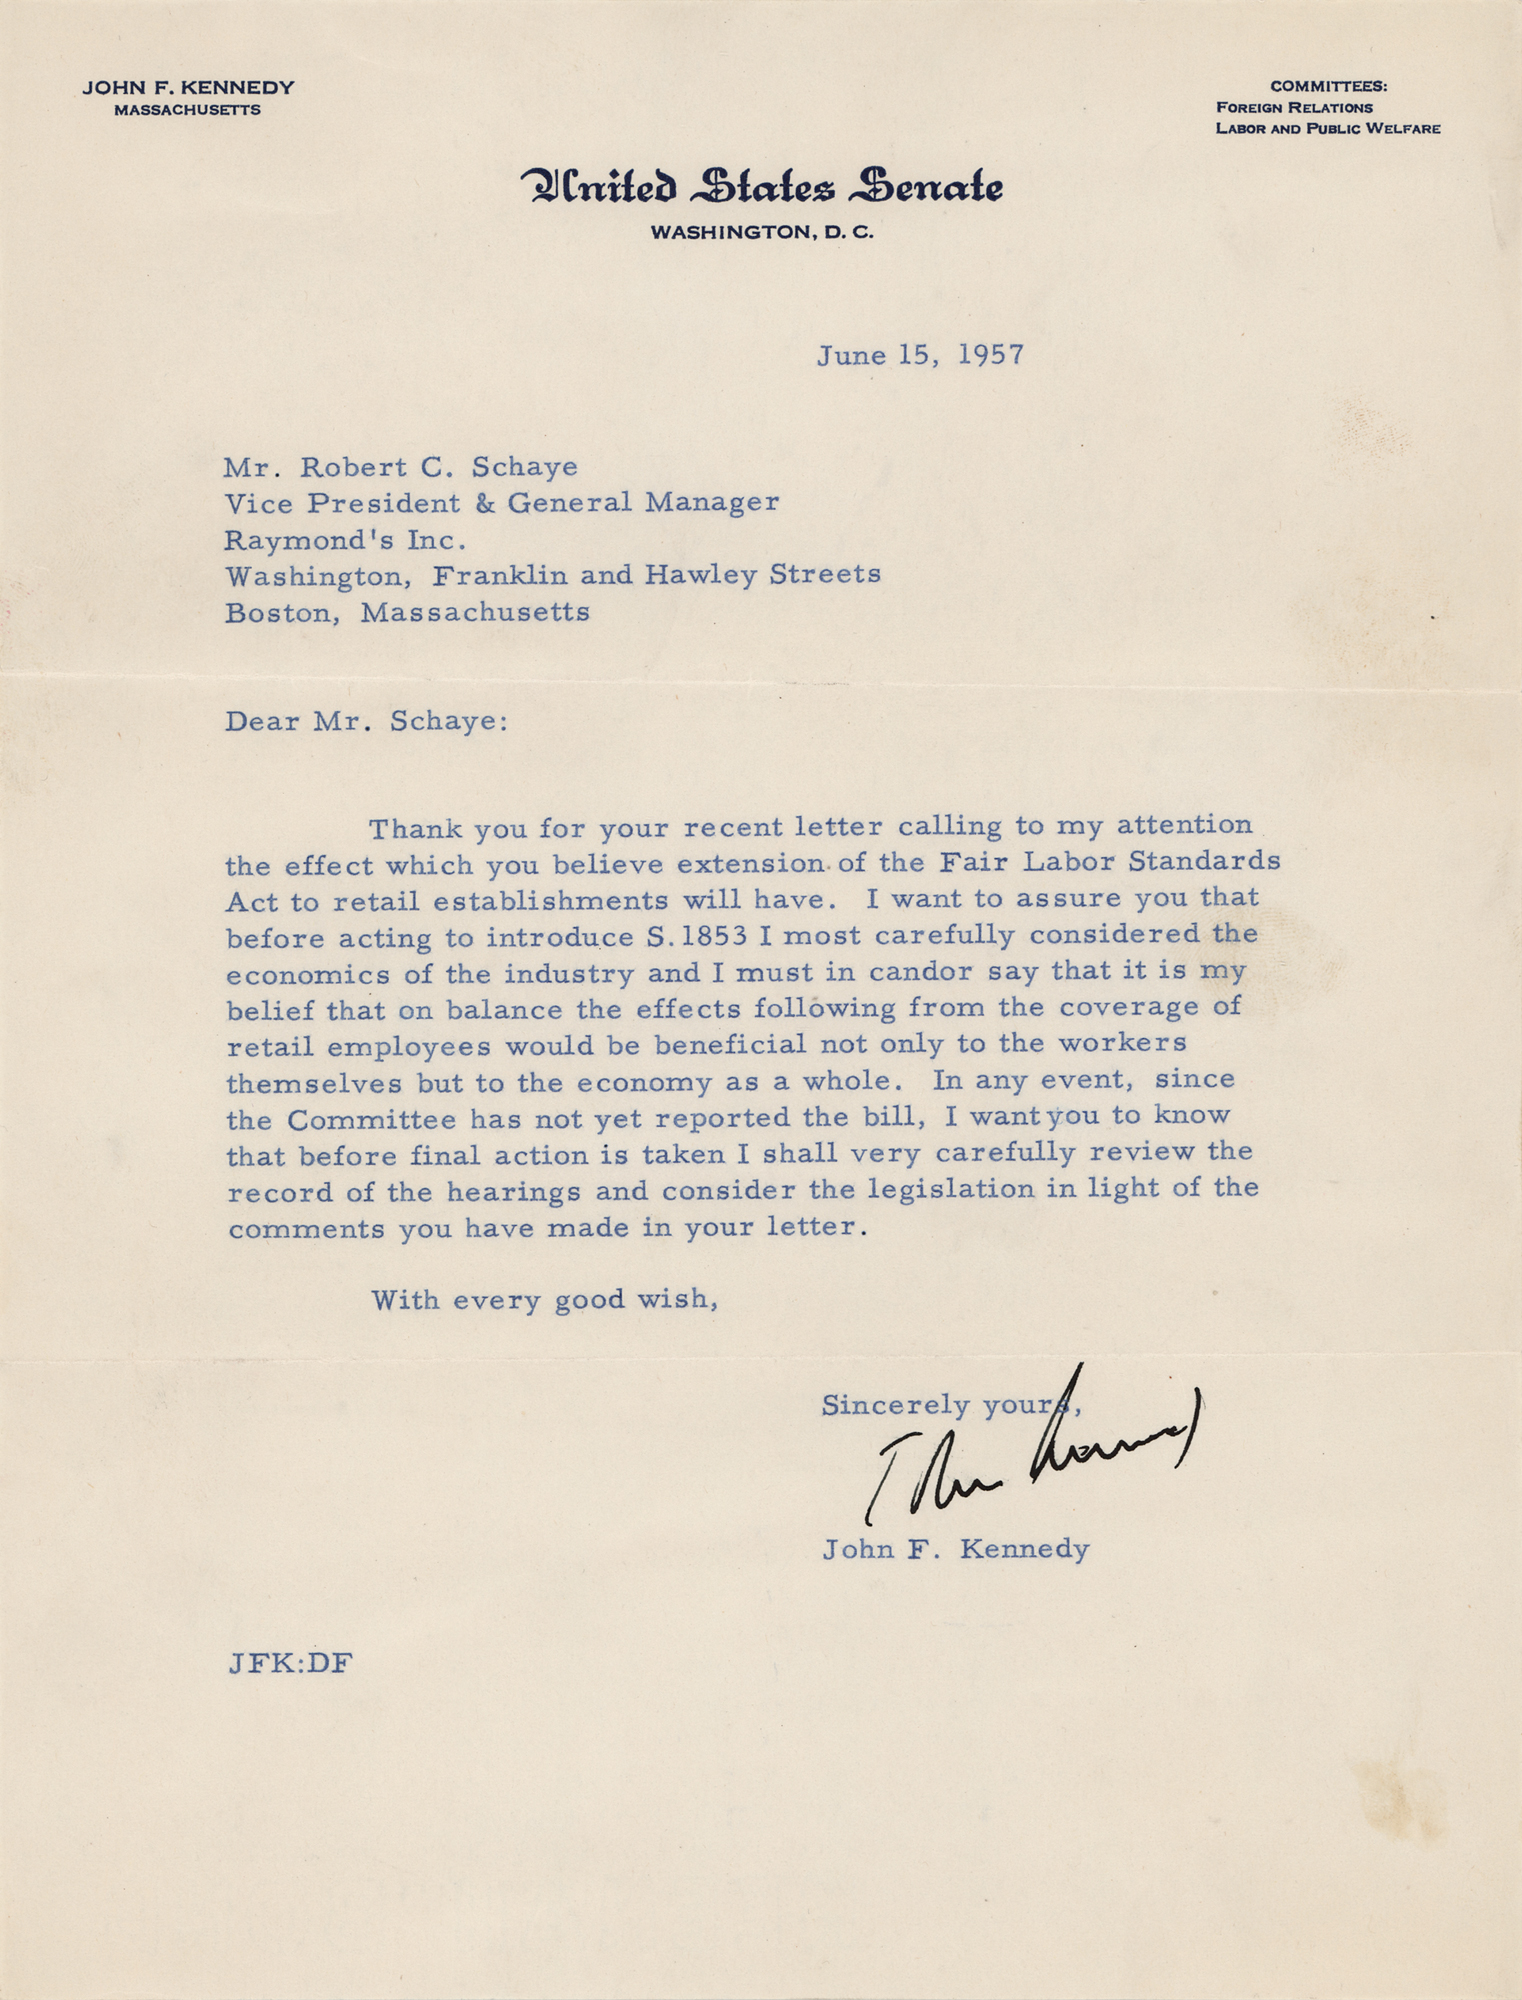 JOHN F. KENNEDY
MASSACHUSETTS
COMMITTEES:
FOREIGN RELATIONS
LABOR AND PUBLIC WELFARE
United States Senate
WASHINGTON, D. C.
June 15, 1957
Mr. Robert C. Schaye
Vice President & General Manager
Raymond's Inc.
Washington, Franklin and Hawley Streets
Boston, Massachusetts
Dear Mr. Schaye:
Thank you for your recent letter calling to my attention
the effect which you believe extension of the Fair Labor Standards
Act to retail establishments will have. I want to assure you that
before acting to introduce S.1853 I most carefully considered the
economics of the industry and I must in candor say that it is my
belief that on balance the effects following from the coverage of
retail employees would be beneficial not only to the workers
themselves but to the economy as a whole. In any event, since
the Committee has not yet reported the bill, I want you to know
that before final action is taken I shall very carefully review the
record of the hearings and consider the legislation in light of the
comments you have made in your letter.
With every good wish,
Sincerely yours,
John Kennedy
John F. Kennedy
JFK:DF